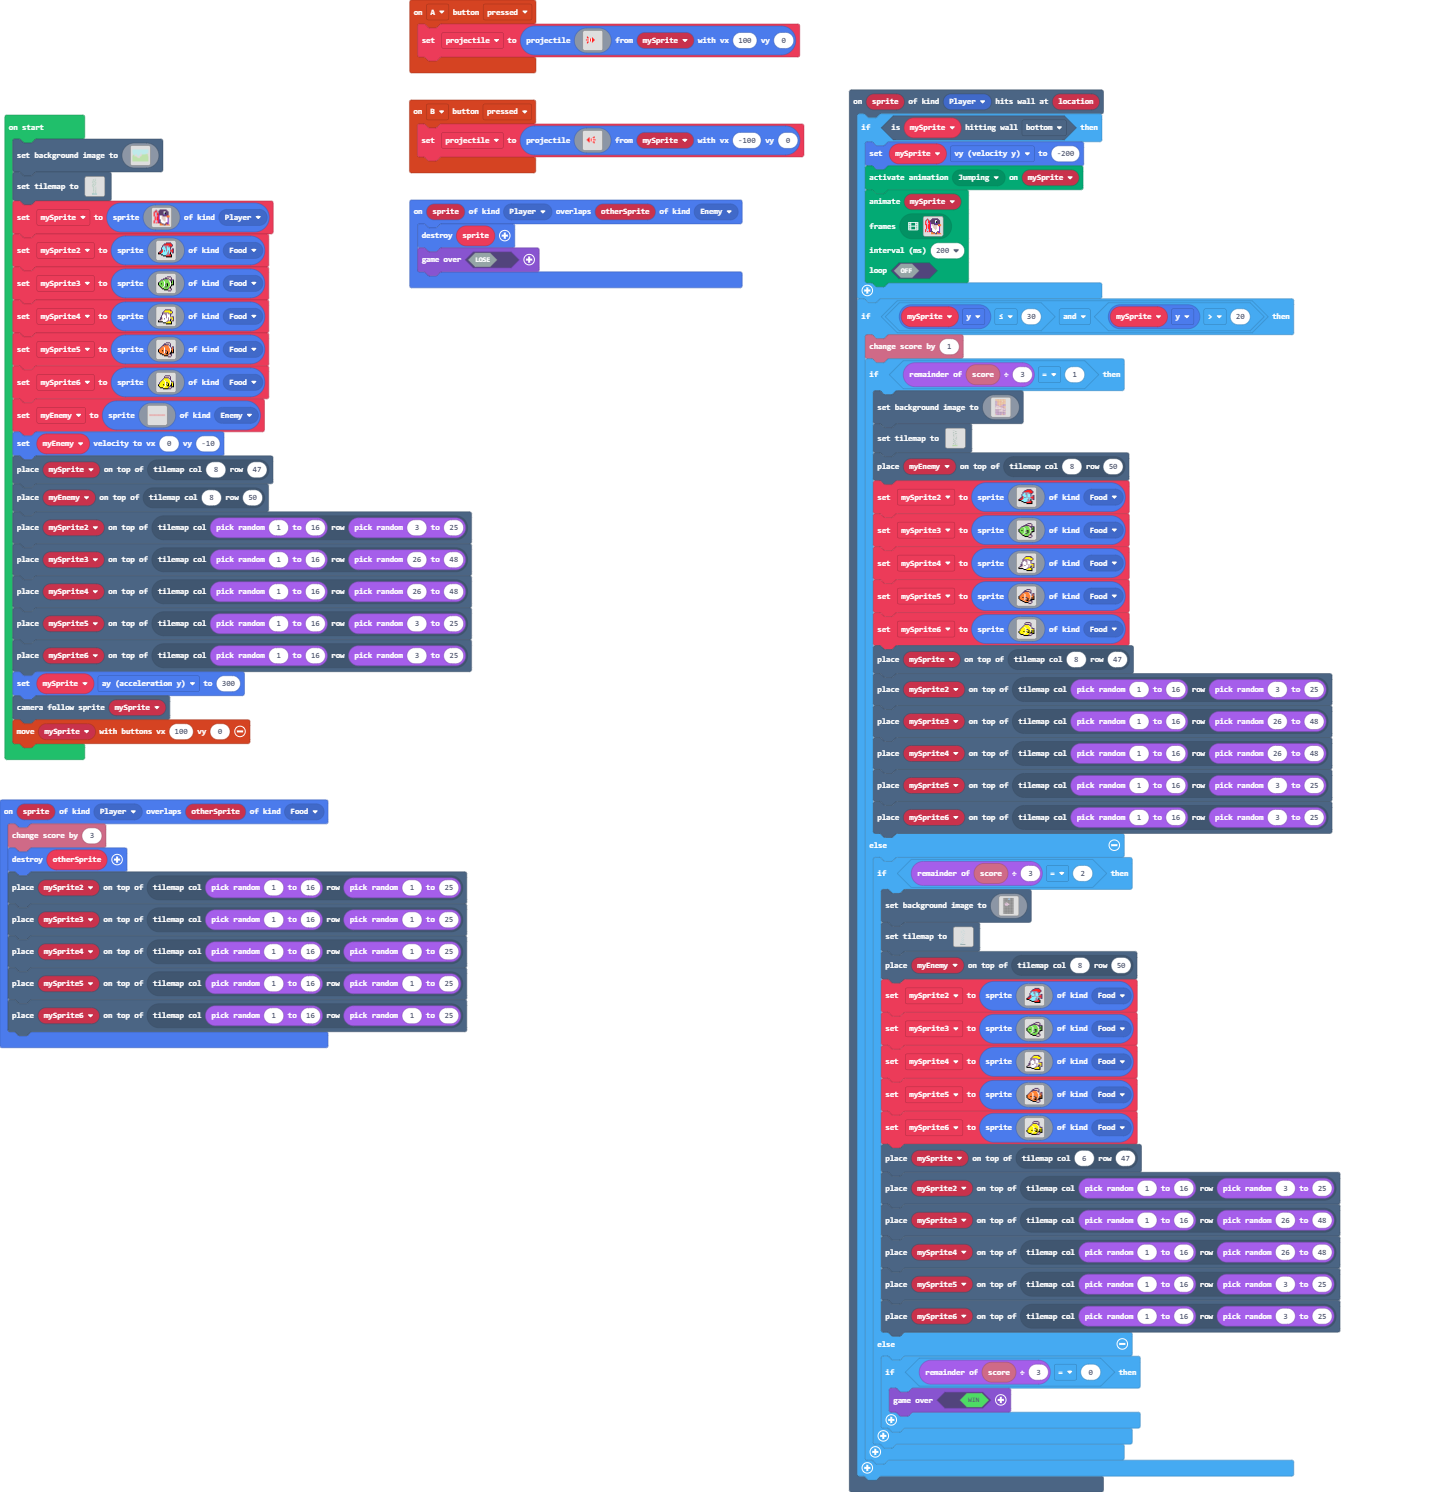 on A button pressed
set projectile to projectile from mySprite with vx 100 vy 0
on B button pressed
set projectile to projectile from mySprite with vx -100 vy 0
on sprite of kind Player overlaps otherSprite of kind Enemy
destroy sprite
game over LOSE
on start
set background image to
set tilemap to
set mySprite to sprite of kind Player
set mySprite2 to sprite of kind Food
set mySprite3 to sprite of kind Food
set mySprite4 to sprite of kind Food
set mySprite5 to sprite of kind Food
set mySprite6 to sprite of kind Food
set myEnemy to sprite of kind Enemy
set myEnemy velocity to vx 0 vy -10
place mySprite on top of tilemap col 8 row 47
place myEnemy on top of tilemap col 8 row 50
place mySprite2 on top of tilemap col pick random 1 to 16 row pick random 3 to 25
place mySprite3 on top of tilemap col pick random 1 to 16 row pick random 26 to 48
place mySprite4 on top of tilemap col pick random 1 to 16 row pick random 26 to 48
place mySprite5 on top of tilemap col pick random 1 to 16 row pick random 3 to 25
place mySprite6 on top of tilemap col pick random 1 to 16 row pick random 3 to 25
set mySprite ay (acceleration y) to 300
camera follow sprite mySprite
move mySprite with buttons vx 100 vy 0
on sprite of kind Player overlaps otherSprite of kind Food
change score by 3
destroy otherSprite
place mySprite2 on top of tilemap col pick random 1 to 16 row pick random 1 to 25
place mySprite3 on top of tilemap col pick random 1 to 16 row pick random 1 to 25
place mySprite4 on top of tilemap col pick random 1 to 16 row pick random 1 to 25
place mySprite5 on top of tilemap col pick random 1 to 16 row pick random 1 to 25
place mySprite6 on top of tilemap col pick random 1 to 16 row pick random 1 to 25
on sprite of kind Player hits wall at location
if is mySprite hitting wall bottom then
set mySprite vy (velocity y) to -200
activate animation Jumping on mySprite
animate mySprite
frames
interval (ms) 200
loop OFF
if mySprite y ≤ 30 and mySprite y > 20 then
change score by 1
if remainder of score ÷ 3 = 1 then
set background image to
set tilemap to
place myEnemy on top of tilemap col 8 row 50
set mySprite2 to sprite of kind Food
set mySprite3 to sprite of kind Food
set mySprite4 to sprite of kind Food
set mySprite5 to sprite of kind Food
set mySprite6 to sprite of kind Food
place mySprite on top of tilemap col 8 row 47
place mySprite2 on top of tilemap col pick random 1 to 16 row pick random 3 to 25
place mySprite3 on top of tilemap col pick random 1 to 16 row pick random 26 to 48
place mySprite4 on top of tilemap col pick random 1 to 16 row pick random 26 to 48
place mySprite5 on top of tilemap col pick random 1 to 16 row pick random 3 to 25
place mySprite6 on top of tilemap col pick random 1 to 16 row pick random 3 to 25
else
if remainder of score ÷ 3 = 2 then
set background image to
set tilemap to
place myEnemy on top of tilemap col 8 row 50
set mySprite2 to sprite of kind Food
set mySprite3 to sprite of kind Food
set mySprite4 to sprite of kind Food
set mySprite5 to sprite of kind Food
set mySprite6 to sprite of kind Food
place mySprite on top of tilemap col 6 row 47
place mySprite2 on top of tilemap col pick random 1 to 16 row pick random 3 to 25
place mySprite3 on top of tilemap col pick random 1 to 16 row pick random 26 to 48
place mySprite4 on top of tilemap col pick random 1 to 16 row pick random 26 to 48
place mySprite5 on top of tilemap col pick random 1 to 16 row pick random 3 to 25
place mySprite6 on top of tilemap col pick random 1 to 16 row pick random 3 to 25
else
if remainder of score ÷ 3 = 0 then
game over WIN